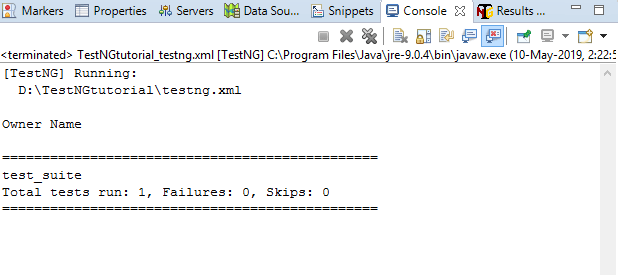 Markers Properties Servers Data Sou... Snippets Console Results ...
<terminated> TestNGtutorial_testng.xml [TestNG] C:\Program Files\Java\jre-9.0.4\bin\javaw.exe (10-May-2019, 2:22:5
[TestNG] Running:
  D:\TestNGtutorial\testng.xml
Owner Name
===============================================
test_suite
Total tests run: 1, Failures: 0, Skips: 0
===============================================